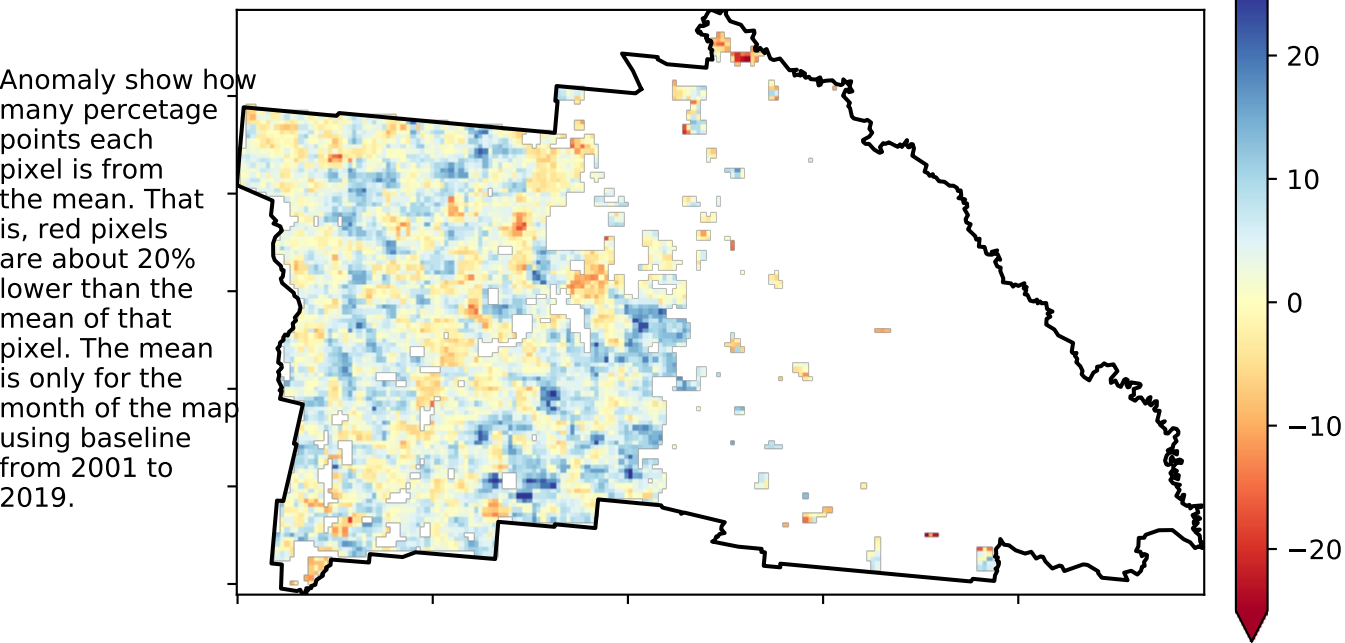 Anomaly show how
many percetage
points each
pixel is from
the mean. That
is, red pixels
are about 20%
lower than the
mean of that
pixel. The mean
is only for the
month of the map
using baseline
from 2001 to
2019.
20
10
0
−10
−20